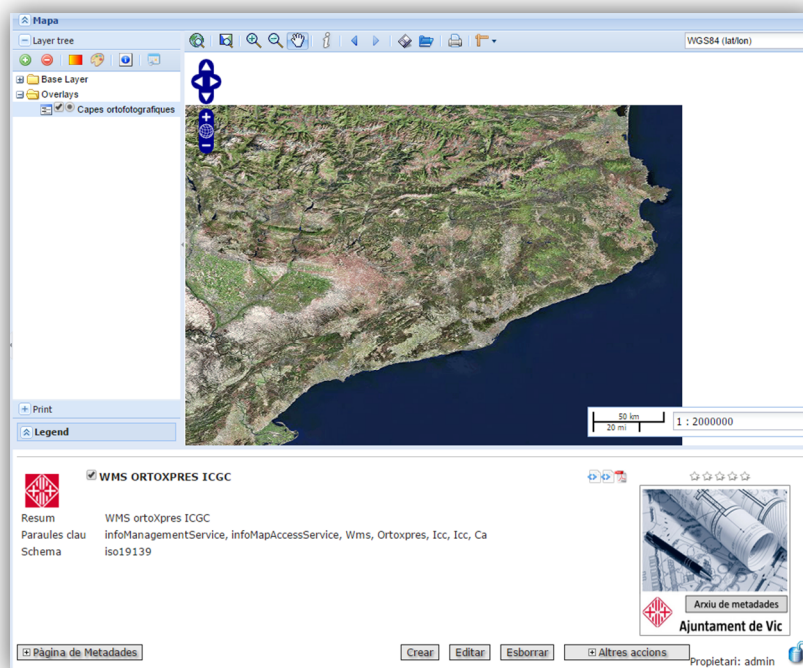 Mapa
Layer tree
WGS84 (lat/lon)
Base Layer
Overlays
Capes ortofotografiques
Print
50 km
20 mi
1 : 2000000
Legend
WMS ORTOXPRES ICGC
Resum WMS ortoXpres ICGC
Paraules clau infoManagementService, infoMapAccessService, Wms, Ortoxpres, Icc, Icc, Ca
Schema iso19139
Arxiu de metadades
Ajuntament de Vic
Pàgina de Metadades Crear Editar Esborrar Altres accions
Propietari: admin